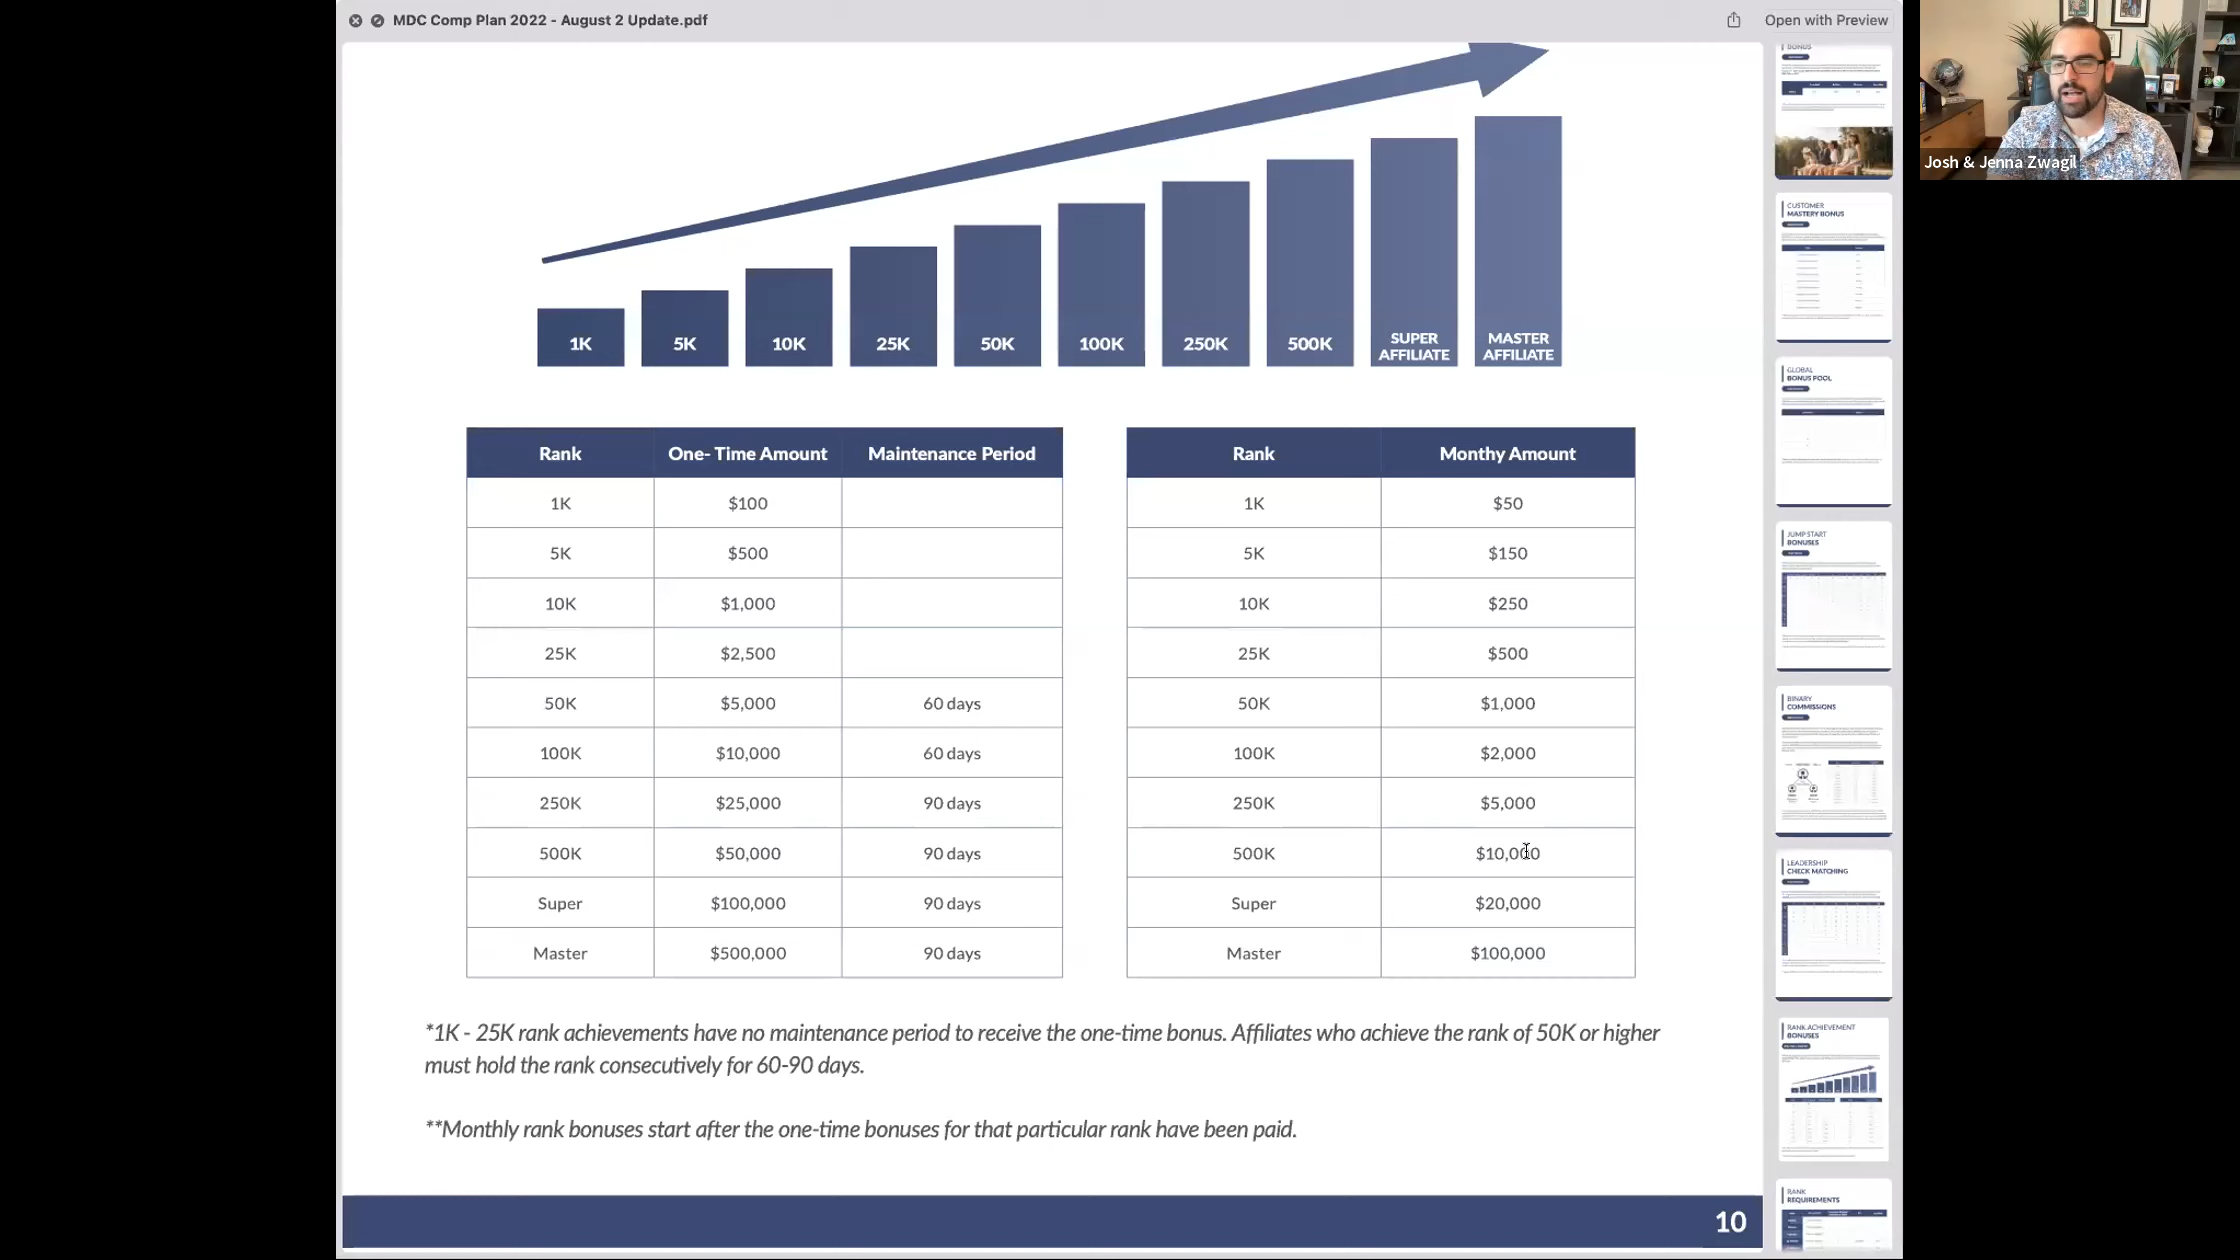 MDC Comp Plan 2022 - August 2 Update.pdf
Open with Preview
Josh & Jenna Zwagil
1K
5K
10K
25K
50K
100K
250K
500K
SUPER AFFILIATE
MASTER AFFILIATE
Rank One- Time Amount Maintenance Period
1K $100
5K $500
10K $1,000
25K $2,500
50K $5,000 60 days
100K $10,000 60 days
250K $25,000 90 days
500K $50,000 90 days
Super $100,000 90 days
Master $500,000 90 days
Rank Monthy Amount
1K $50
5K $150
10K $250
25K $500
50K $1,000
100K $2,000
250K $5,000
500K $10,000
Super $20,000
Master $100,000
*1K - 25K rank achievements have no maintenance period to receive the one-time bonus. Affiliates who achieve the rank of 50K or higher
must hold the rank consecutively for 60-90 days.
**Monthly rank bonuses start after the one-time bonuses for that particular rank have been paid.
10
BONUS
CUSTOMER
MASTERY BONUS
GLOBAL
BONUS POOL
JUMP START
BONUSES
BINARY
COMMISSIONS
LEADERSHIP
CHECK MATCHING
RANK ACHIEVEMENT
BONUSES
RANK
REQUIREMENTS